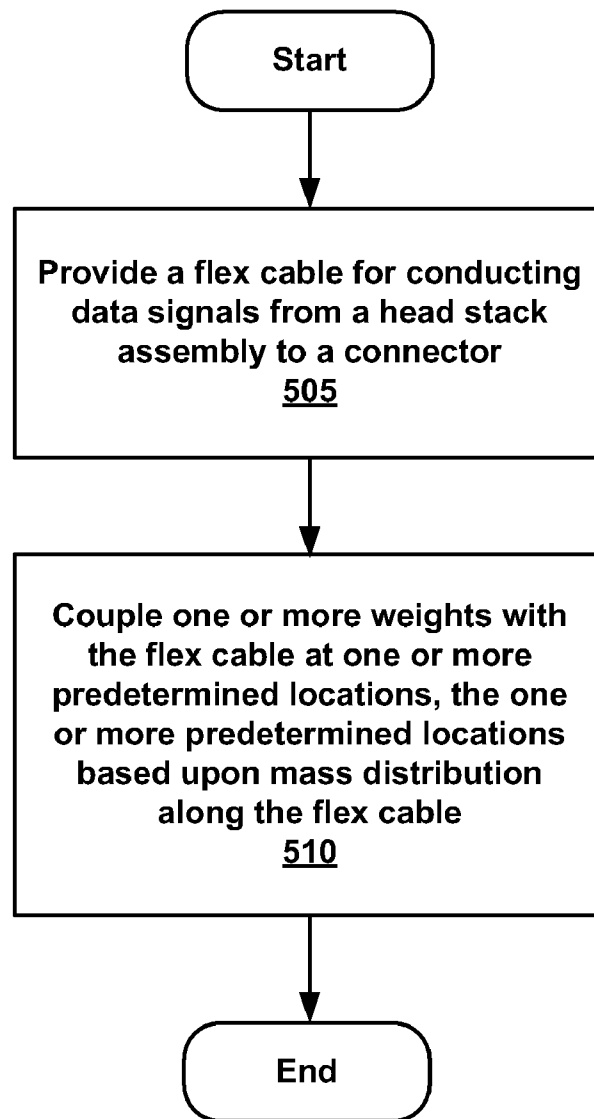 Start
Provide a flex cable for conducting
data signals from a head stack
assembly to a connector
505
Couple one or more weights with
the flex cable at one or more
predetermined locations, the one
or more predetermined locations
based upon mass distribution
along the flex cable
510
End